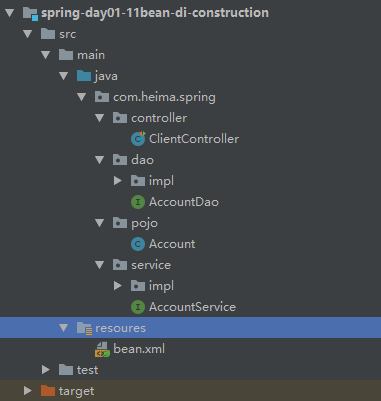 spring-day01-11bean-di-construction
src
main
java
com.heima.spring
controller
ClientController
dao
impl
AccountDao
pojo
Account
service
impl
AccountService
resoures
bean.xml
test
target